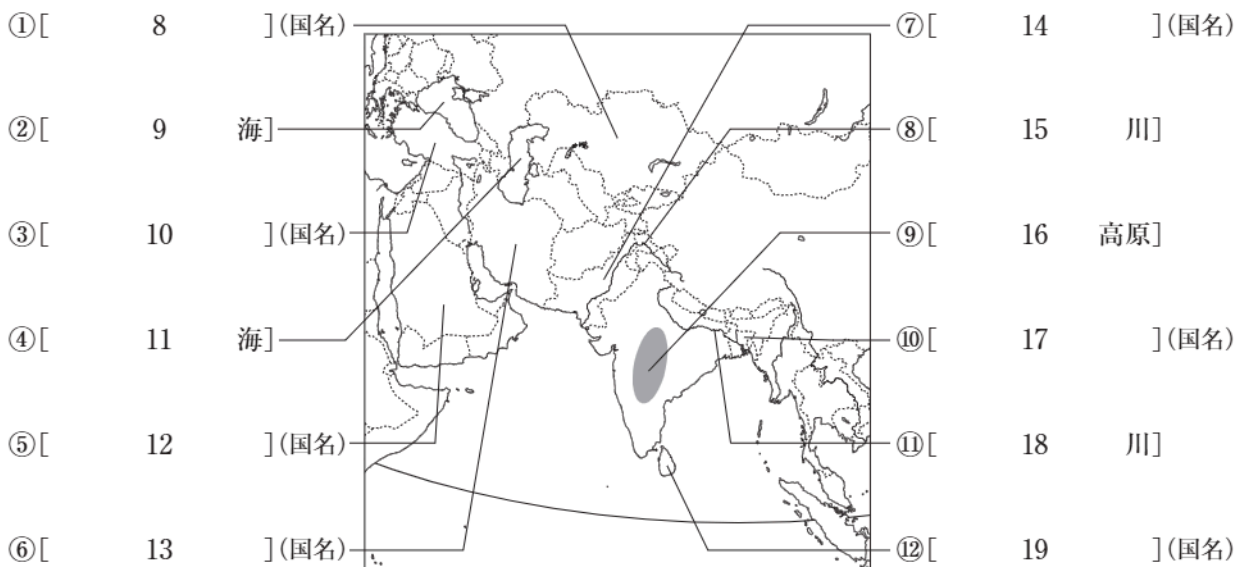 ①[ 8 ](国名)
②[ 9 海]
③[ 10 ](国名)
④[ 11 海]
⑤[ 12 ](国名)
⑥[ 13 ](国名)
⑦[ 14 ](国名)
⑧[ 15 川]
⑨[ 16 高原]
⑩[ 17 ](国名)
⑪[ 18 川]
⑫[ 19 ](国名)